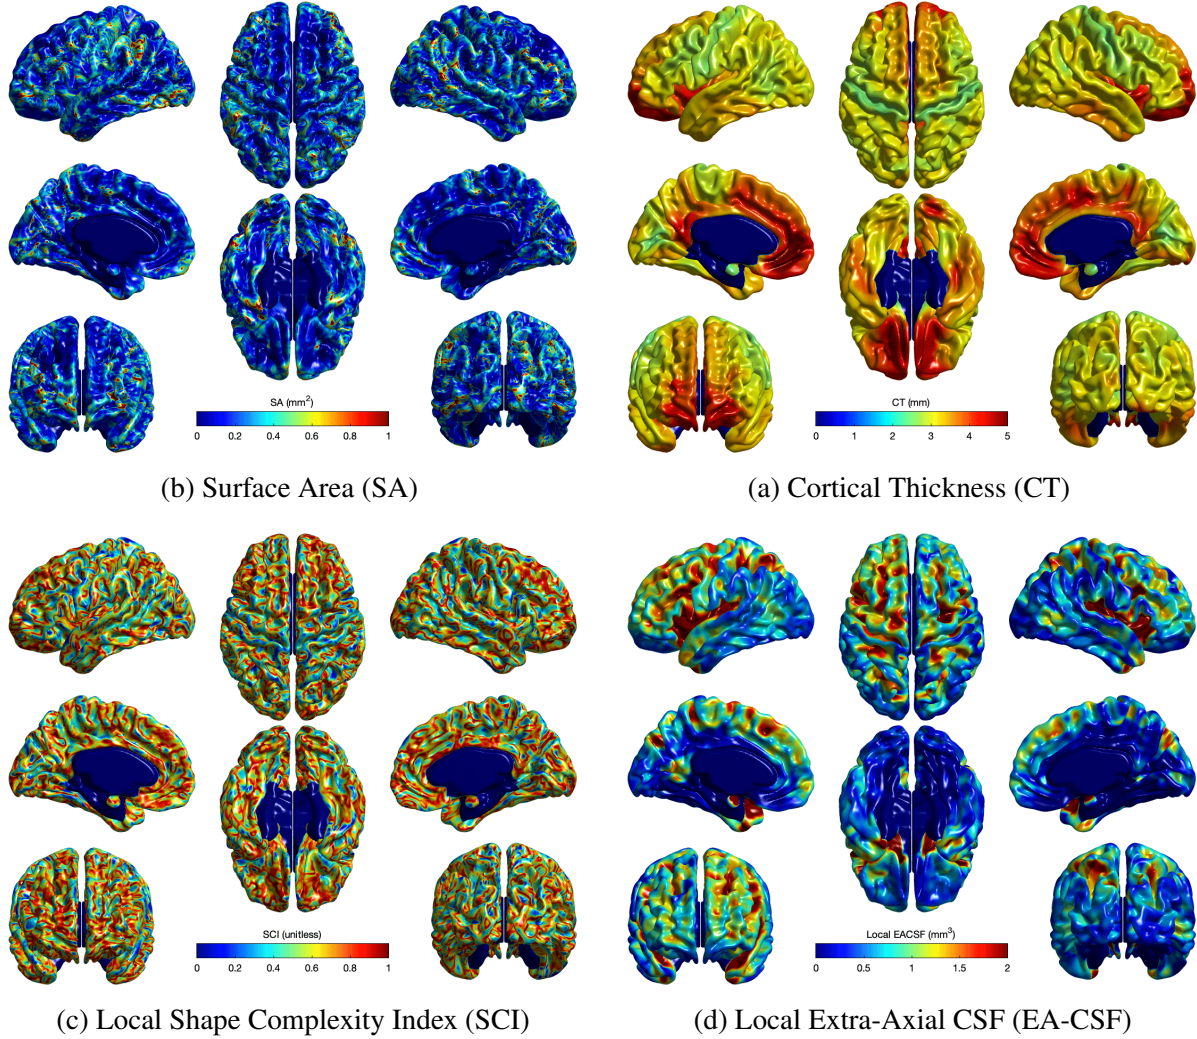 SA (mm²)
0 0.2 0.4 0.6 0.8 1
(b) Surface Area (SA)
CT (mm)
0 1 2 3 4 5
(a) Cortical Thickness (CT)
SCI (unitless)
0 0.2 0.4 0.6 0.8 1
(c) Local Shape Complexity Index (SCI)
Local EACSF (mm³)
0 0.5 1 1.5 2
(d) Local Extra-Axial CSF (EA-CSF)